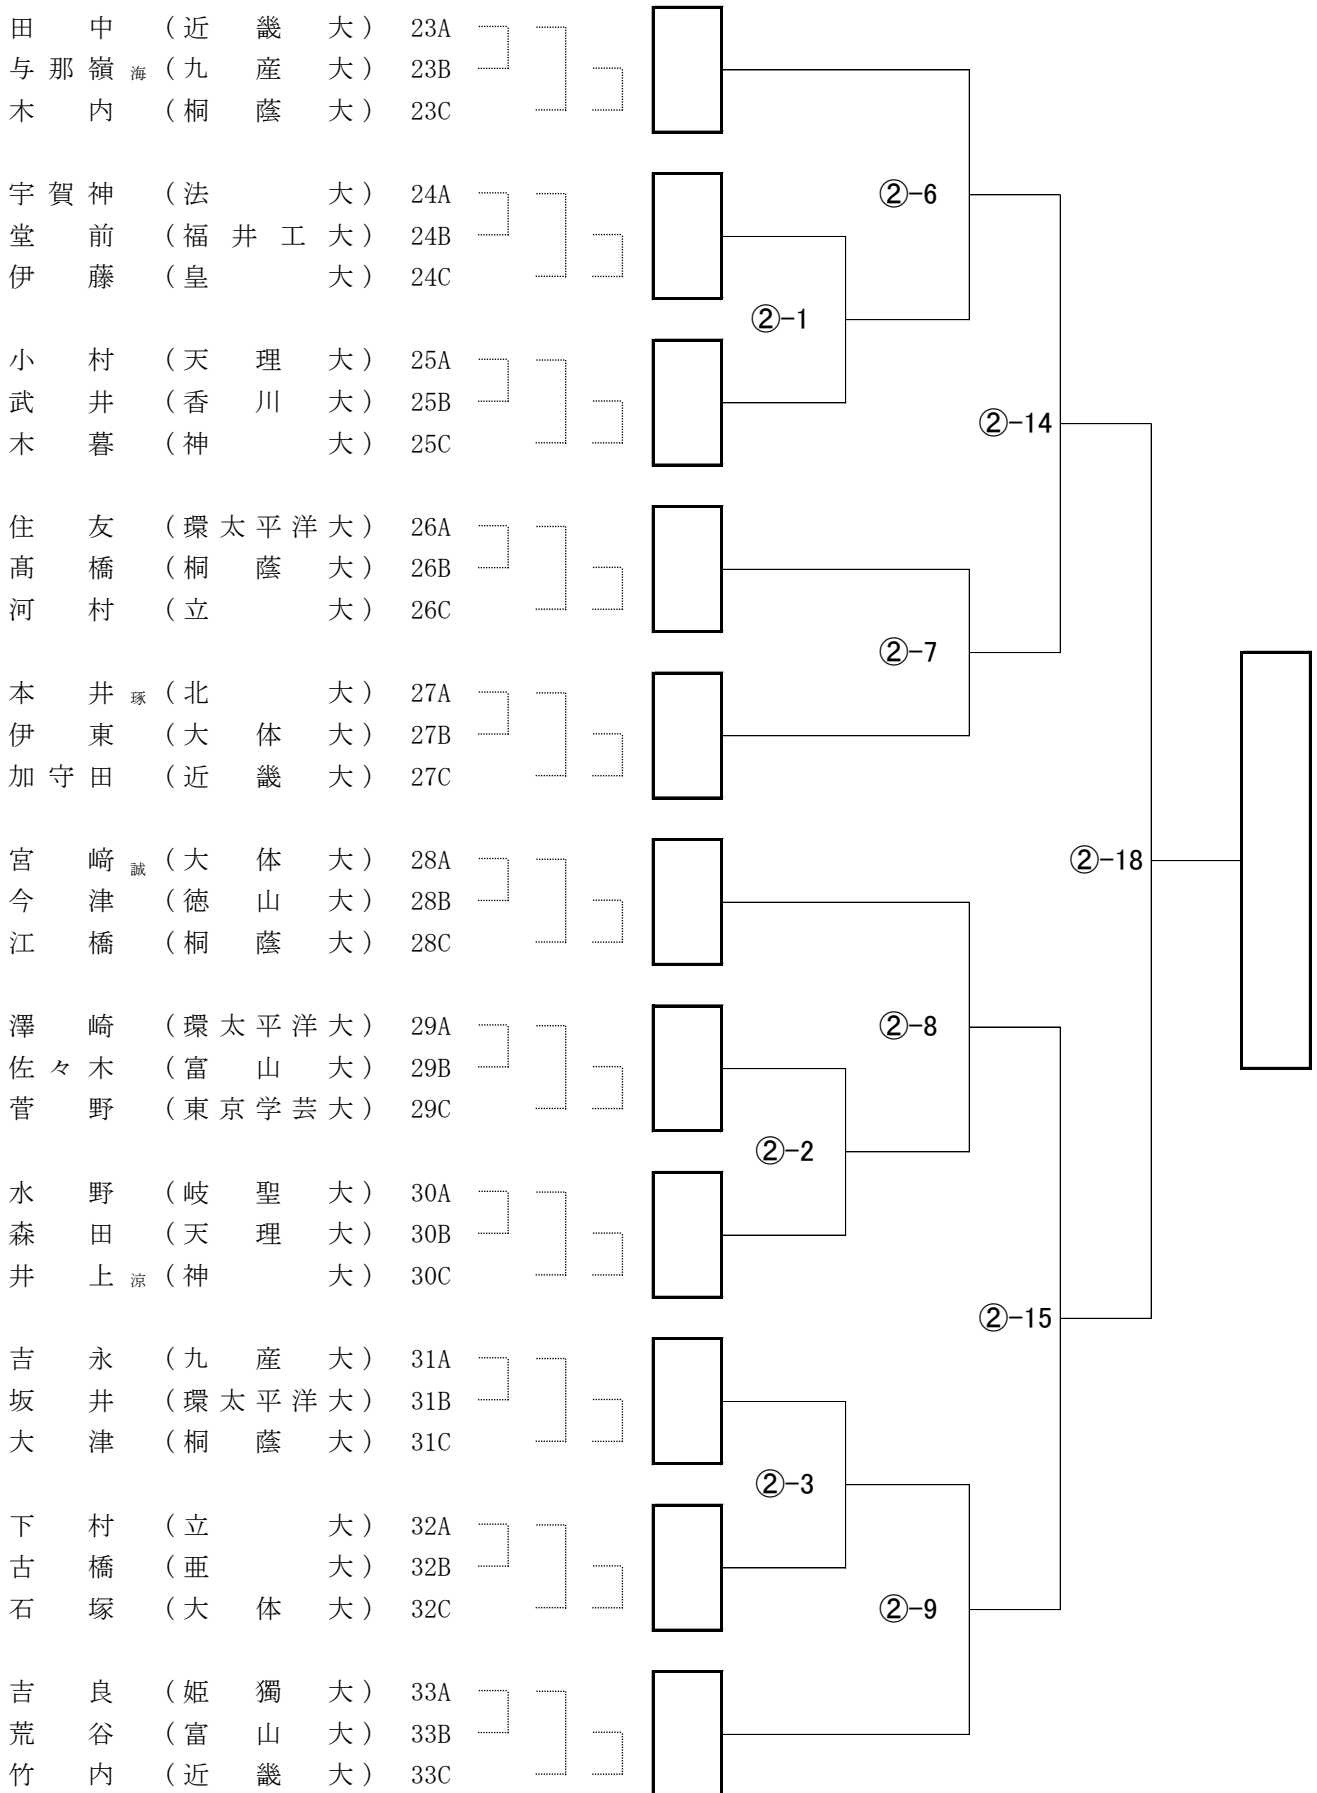 田中（近畿大）23A
与那嶺海（九産大）23B
木内（桐蔭大）23C
宇賀神（法大）24A
②-6
堂前（福井工大）24B
伊藤（皇大）24C
②-1
小村（天理大）25A
武井（香川大）25B
②-14
木暮（神大）25C
住友（環太平洋大）26A
髙橋（桐蔭大）26B
河村（立大）26C
②-7
本井琢（北大）27A
伊東（大体大）27B
加守田（近畿大）27C
宮﨑誠（大体大）28A
②-18
今津（徳山大）28B
江橋（桐蔭大）28C
澤崎（環太平洋大）29A
②-8
佐々木（富山大）29B
菅野（東京学芸大）29C
②-2
水野（岐聖大）30A
森田（天理大）30B
井上涼（神大）30C
②-15
吉永（九産大）31A
坂井（環太平洋大）31B
大津（桐蔭大）31C
②-3
下村（立大）32A
古橋（亜大）32B
石塚（大体大）32C
②-9
吉良（姫獨大）33A
荒谷（富山大）33B
竹内（近畿大）33C